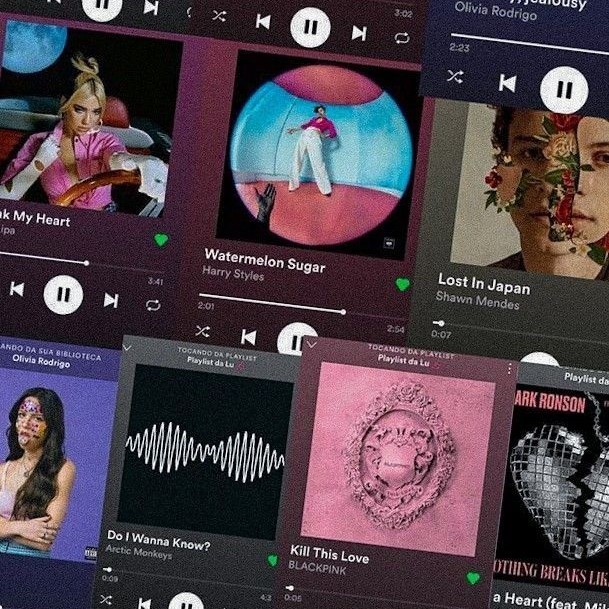 3:02
jealousy
Olivia Rodrigo
2:23
ak My Heart
ipa
3:41
Watermelon Sugar
Harry Styles
2:01
2:54
Lost In Japan
Shawn Mendes
0:07
ANDO DA SUA BIBLIOTECA
Olivia Rodrigo
TOCANDO DA PLAYLIST
Playlist da Lu
Do I Wanna Know?
Arctic Monkeys
0:09
4:3
TOCANDO DA PLAYLIST
Playlist da Lu
Kill This Love
BLACKPINK
0:05
Playlist da
ARK RONSON
OTHING BREAKS LIK
a Heart (feat. Mi